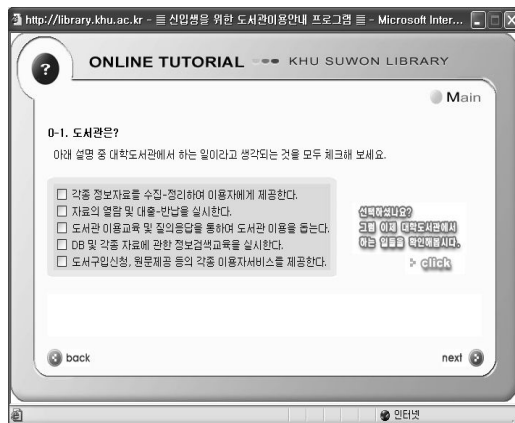 http://library.khu.ac.kr - ≣ 신입생을 위한 도서관이용안내 프로그램 ≣ - Microsoft Inter...
?
ONLINE TUTORIAL KHU SUWON LIBRARY
Main
0-1. 도서관은?
아래 설명 중 대학도서관에서 하는 일이라고 생각되는 것을 모두 체크해 보세요.
각종 정보자료를 수집-정리하여 이용자에게 제공한다.
자료의 열람 및 대출-반납을 실시한다.
도서관 이용교육 및 질의응답을 통하여 도서관 이용을 돕는다.
DB 및 각종 자료에 관한 정보검색교육을 실시한다.
도서구입신청, 원문제공 등의 각종 이용자서비스를 제공한다.
선택하셨나요?
그럼 이제 대학도서관에서
하는 일들을 확인해봅시다.
> click
back
next
인터넷